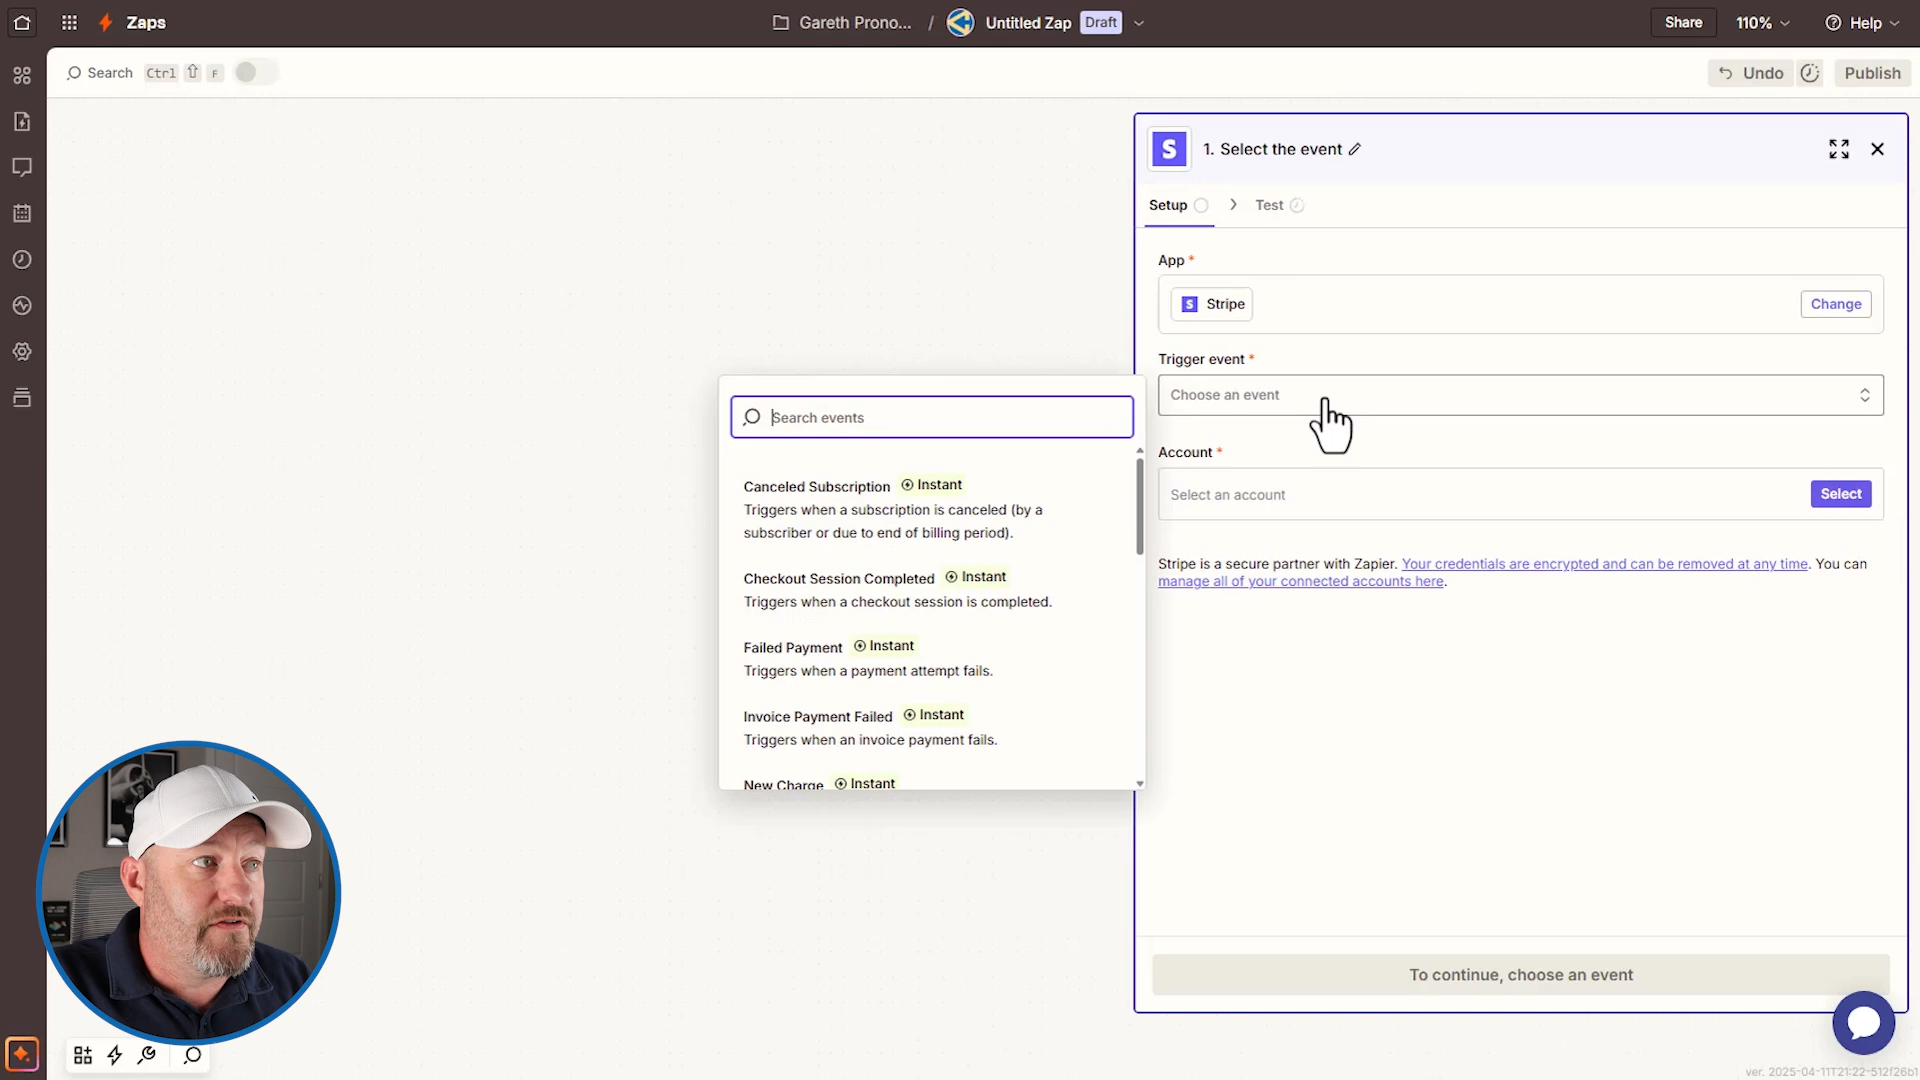 Zaps
Gareth Prono... / Untitled Zap Draft
Share 110% Help
Search Ctrl F
Undo Publish
S 1. Select the event
Setup Test
App *
S Stripe Change
Trigger event *
Choose an event
Account *
Select an account Select
Stripe is a secure partner with Zapier. Your credentials are encrypted and can be removed at any time. You can
manage all of your connected accounts here.
Search events
Canceled Subscription Instant
Triggers when a subscription is canceled (by a
subscriber or due to end of billing period).
Checkout Session Completed Instant
Triggers when a checkout session is completed.
Failed Payment Instant
Triggers when a payment attempt fails.
Invoice Payment Failed Instant
Triggers when an invoice payment fails.
New Charge Instant
To continue, choose an event
ver. 2025-04-11T21:22-512f26b1